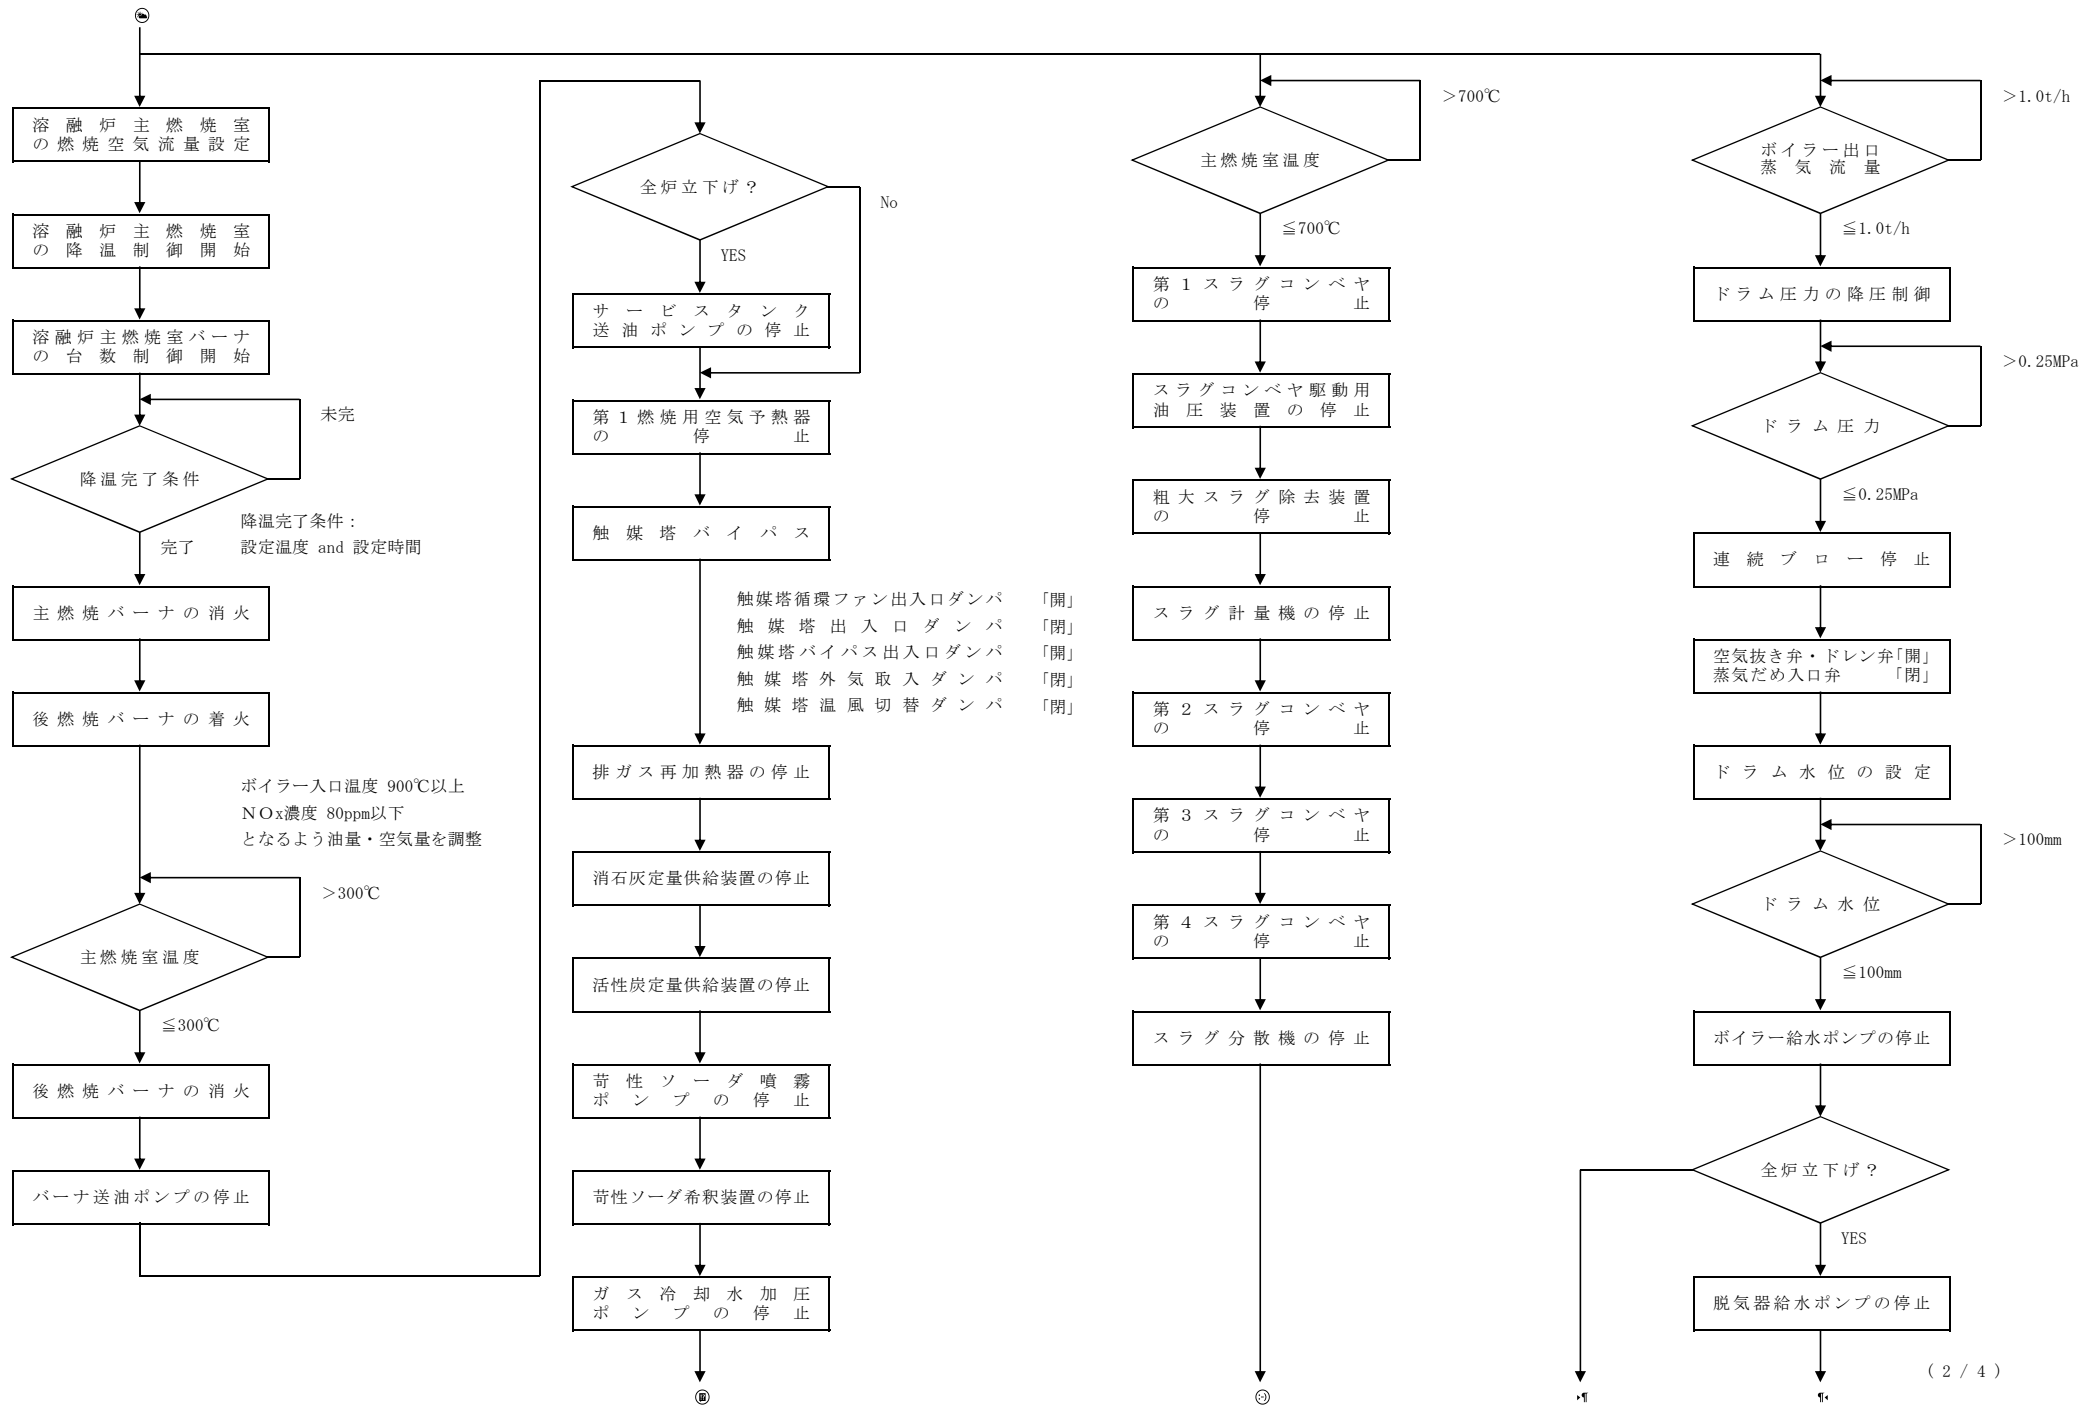 溶融炉主燃焼室
の燃焼空気流量設定
溶融炉主燃焼室
の降温制御開始
溶融炉主燃焼室バーナ
の台数制御開始
未完
降温完了条件
降温完了条件：
完了
設定温度 and 設定時間
主燃焼バーナの消火
後燃焼バーナの着火
ボイラー入口温度 900℃以上
ＮＯx濃度 80ppm以下
となるよう油量・空気量を調整
＞300℃
主燃焼室温度
≦300℃
後燃焼バーナの消火
バーナ送油ポンプの停止
全炉立下げ？
No
YES
サービスタンク
送油ポンプの停止
第１燃焼用空気予熱器
の停止
触媒塔バイパス
触媒塔循環ファン出入口ダンパ 「開」
触媒塔出入口ダンパ 「閉」
触媒塔バイパス出入口ダンパ 「開」
触媒塔外気取入ダンパ 「閉」
触媒塔温風切替ダンパ 「閉」
排ガス再加熱器の停止
消石灰定量供給装置の停止
活性炭定量供給装置の停止
苛性ソーダ噴霧
ポンプの停止
苛性ソーダ希釈装置の停止
ガス冷却水加圧
ポンプの停止
＞700℃
主燃焼室温度
≦700℃
第１スラグコンベヤ
の停止
スラグコンベヤ駆動用
油圧装置の停止
粗大スラグ除去装置
の停止
スラグ計量機の停止
第２スラグコンベヤ
の停止
第３スラグコンベヤ
の停止
第４スラグコンベヤ
の停止
スラグ分散機の停止
＞1.0t/h
ボイラー出口
蒸気流量
≦1.0t/h
ドラム圧力の降圧制御
＞0.25MPa
ドラム圧力
≦0.25MPa
連続ブロー停止
空気抜き弁・ドレン弁「開」
蒸気だめ入口弁 「閉」
ドラム水位の設定
＞100mm
ドラム水位
≦100mm
ボイラー給水ポンプの停止
全炉立下げ？
YES
脱気器給水ポンプの停止
( 2 / 4 )